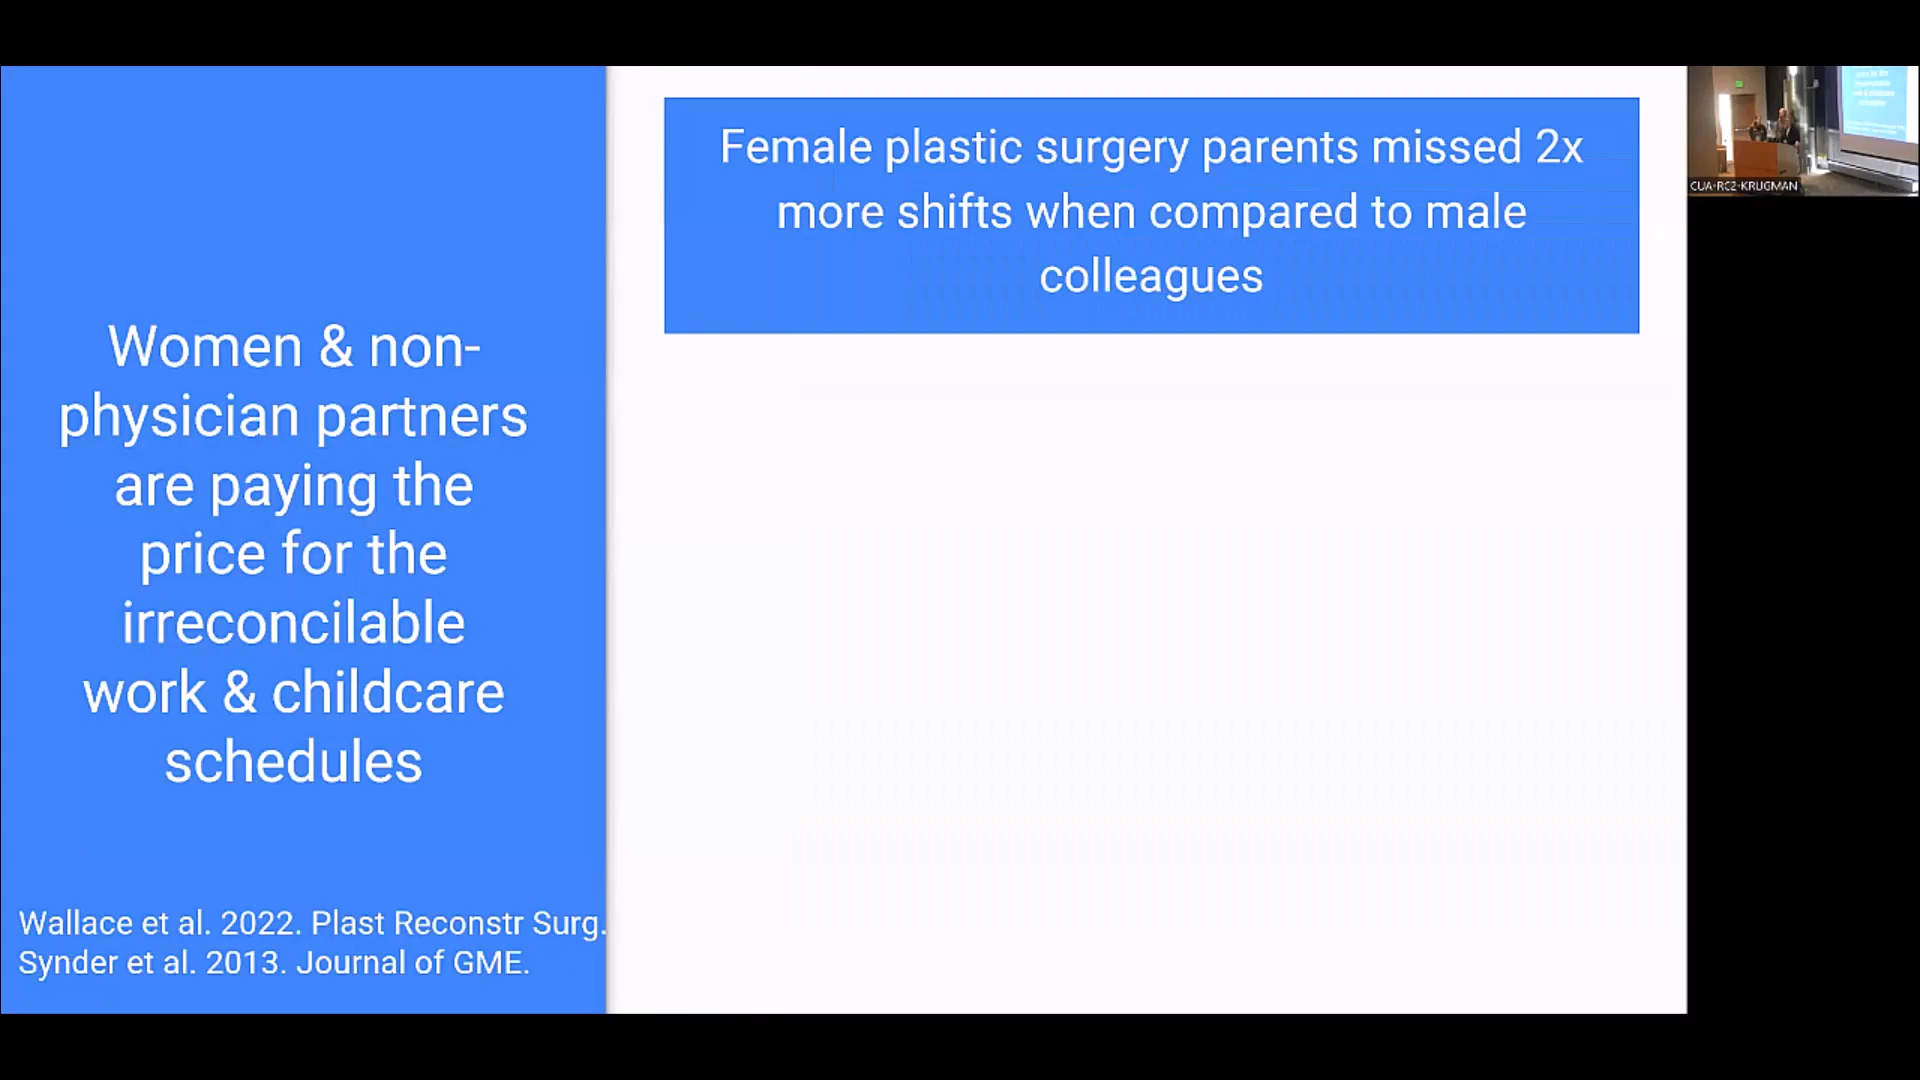 Female plastic surgery parents missed 2x
more shifts when compared to male
colleagues
Women & non-
physician partners
are paying the
price for the
irreconcilable
work & childcare
schedules
Wallace et al. 2022. Plast Reconstr Surg.
Synder et al. 2013. Journal of GME.
CUA-RC2-KRUGMAN